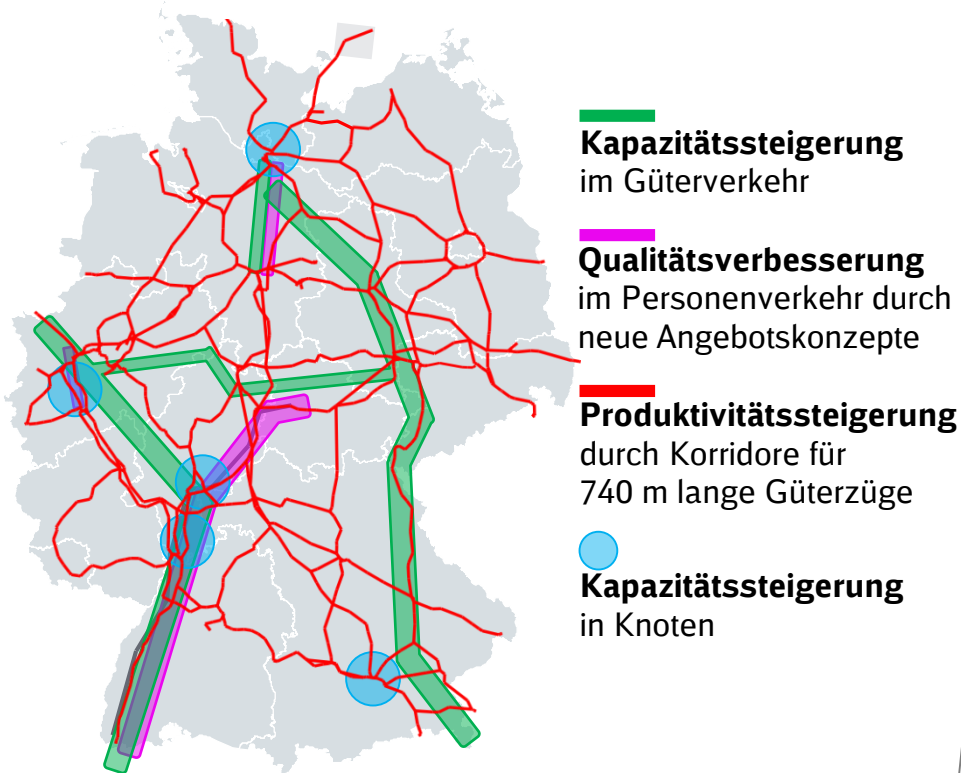 Kapazitätssteigerung
im Güterverkehr
Qualitätsverbesserung
im Personenverkehr durch
neue Angebotskonzepte
Produktivitätssteigerung
durch Korridore für
740 m lange Güterzüge
Kapazitätssteigerung
in Knoten